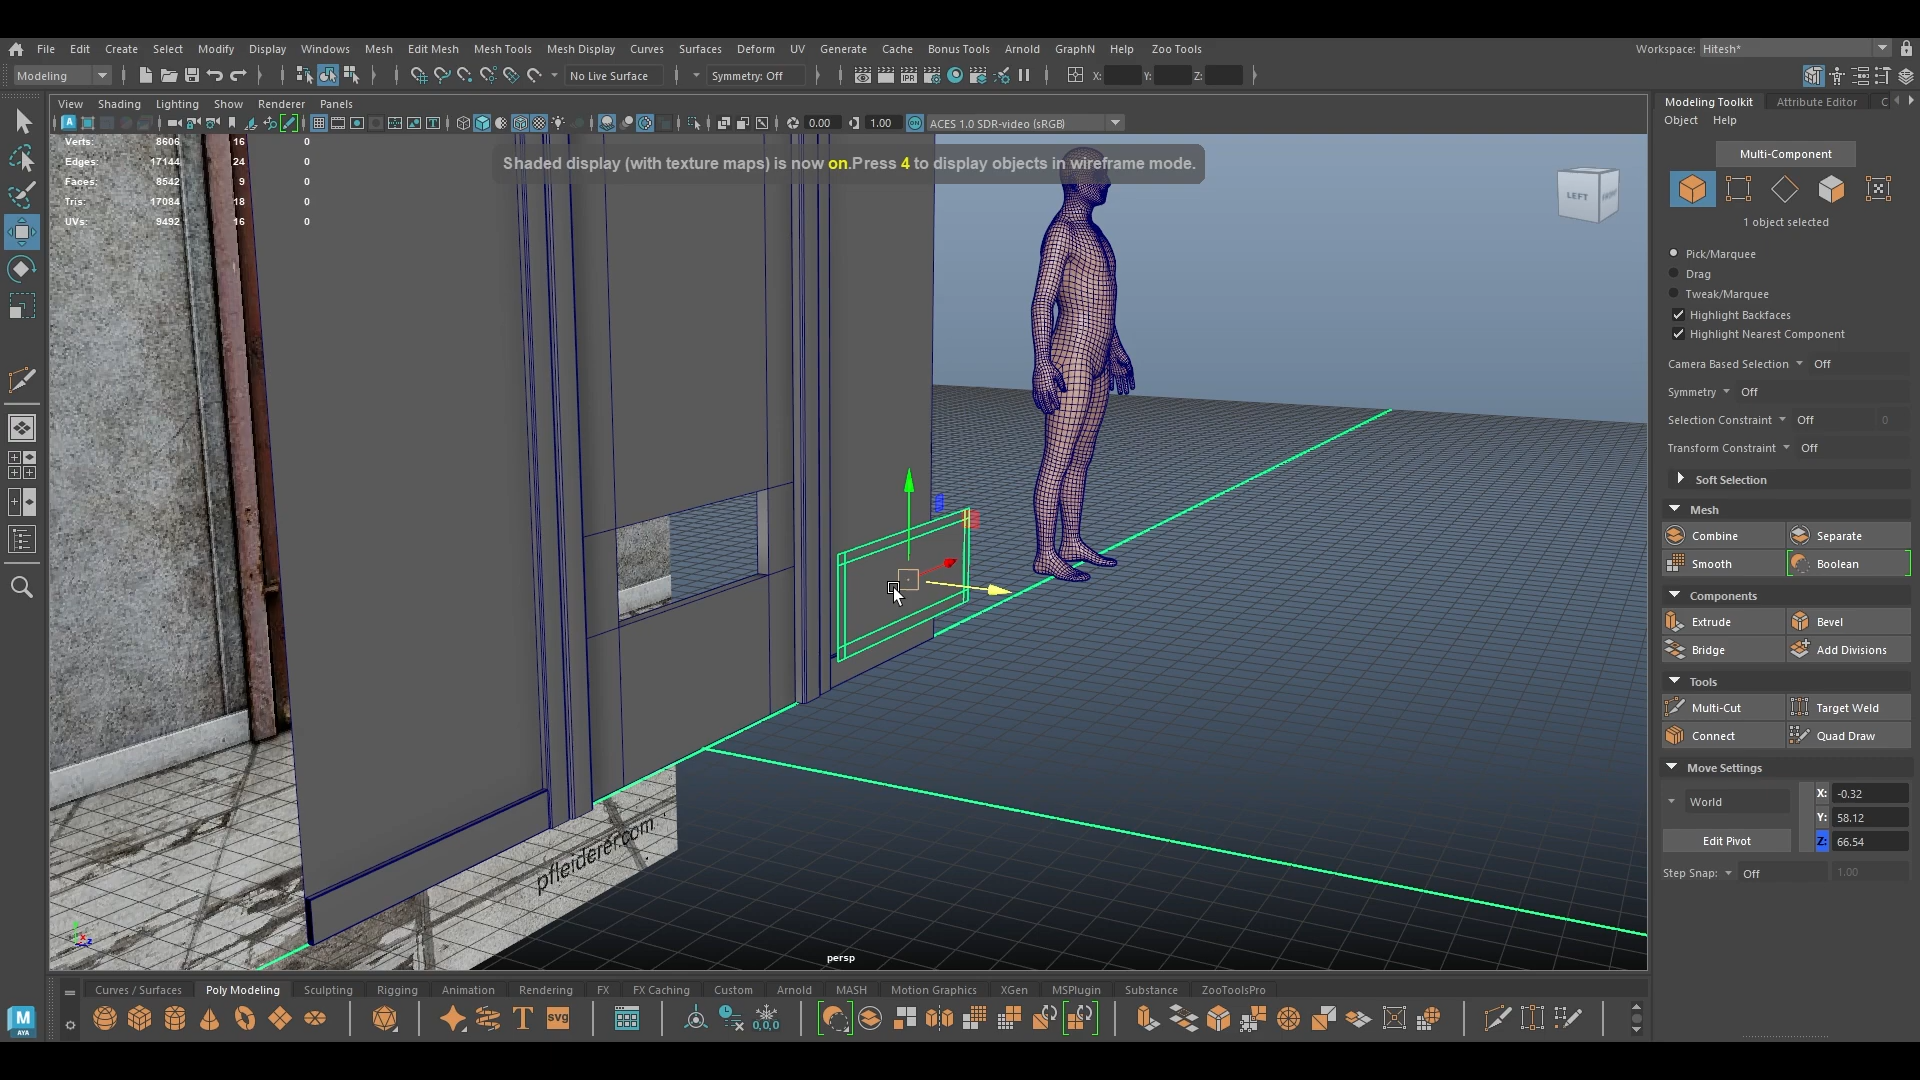 File Edit Create Select Modify Display Windows Mesh Edit Mesh Mesh Tools Mesh Display Curves Surfaces Deform UV Generate Cache Bonus Tools Arnold GraphN Help Zoo Tools Workspace: Hitesh*
Modeling No Live Surface Symmetry: Off IPR X: Y: Z:
View Shading Lighting Show Renderer Panels
0.00 1.00 ON ACES 1.0 SDR-video (sRGB)
Verts: 8606 16 0
Edges: 17144 24 0
Faces: 8542 9 0
Tris: 17084 18 0
UVs: 9492 16 0
Shaded display (with texture maps) is now on.Press 4 to display objects in wireframe mode.
LEFT
pfleiderer.com
persp
Modeling Toolkit Attribute Editor C
Object Help
Multi-Component
1 object selected
Pick/Marquee
Drag
Tweak/Marquee
Highlight Backfaces
Highlight Nearest Component
Camera Based Selection Off
Symmetry Off
Selection Constraint Off 0
Transform Constraint Off
Soft Selection
Mesh
Combine Separate
Smooth Boolean
Components
Extrude Bevel
Bridge Add Divisions
Tools
Multi-Cut Target Weld
Connect Quad Draw
Move Settings
World X: -0.32
Y: 58.12
Edit Pivot Z: 66.54
Step Snap: Off 1.00
Curves / Surfaces Poly Modeling Sculpting Rigging Animation Rendering FX FX Caching Custom Arnold MASH Motion Graphics XGen MSPlugin Substance ZooToolsPro
M
AYA
T svg 0,0,0